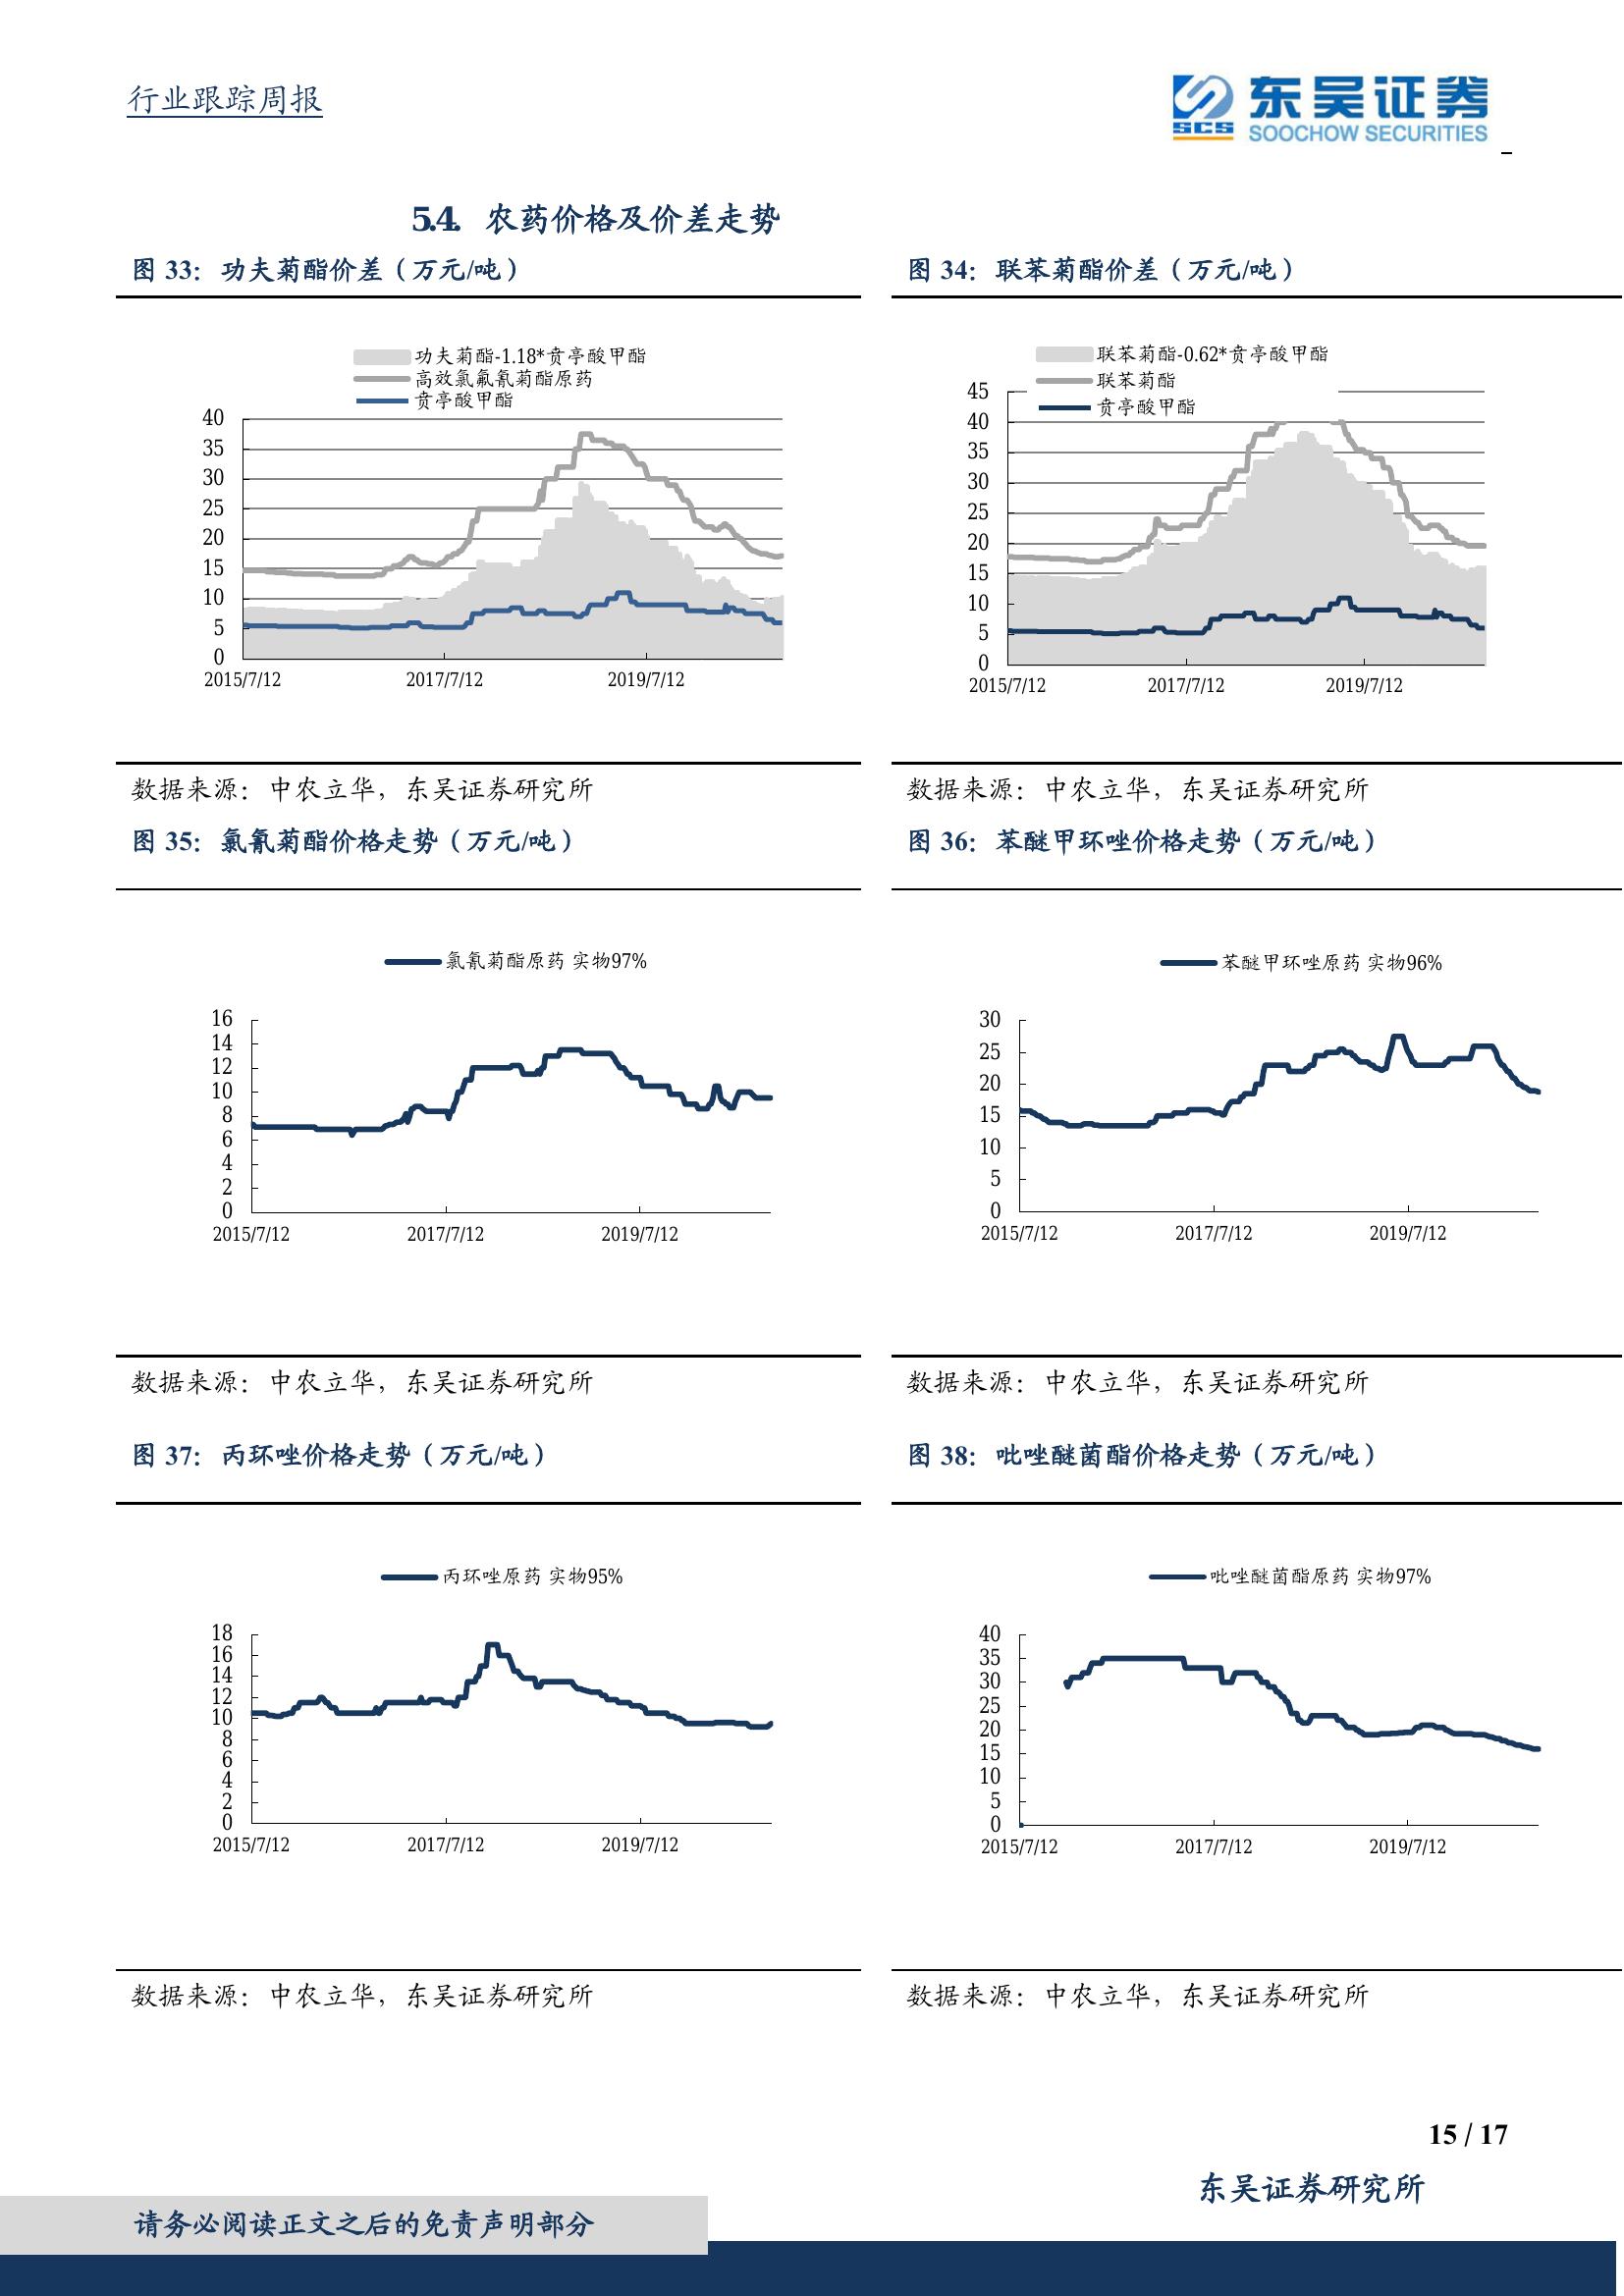 行业跟踪周报
SCS 东吴证券
SOOCHOW SECURITIES
5.4. 农药价格及价差走势
图 33：功夫菊酯价差（万元/吨）
功夫菊酯-1.18*贲亭酸甲酯
高效氯氟氰菊酯原药
贲亭酸甲酯
40
35
30
25
20
15
10
5
0
2015/7/12 2017/7/12 2019/7/12
数据来源：中农立华，东吴证券研究所
图 34：联苯菊酯价差（万元/吨）
联苯菊酯-0.62*贲亭酸甲酯
联苯菊酯
贲亭酸甲酯
45
40
35
30
25
20
15
10
5
0
2015/7/12 2017/7/12 2019/7/12
数据来源：中农立华，东吴证券研究所
图 35：氯氰菊酯价格走势（万元/吨）
氯氰菊酯原药 实物97%
16
14
12
10
8
6
4
2
0
2015/7/12 2017/7/12 2019/7/12
数据来源：中农立华，东吴证券研究所
图 36：苯醚甲环唑价格走势（万元/吨）
苯醚甲环唑原药 实物96%
30
25
20
15
10
5
0
2015/7/12 2017/7/12 2019/7/12
数据来源：中农立华，东吴证券研究所
图 37：丙环唑价格走势（万元/吨）
丙环唑原药 实物95%
18
16
14
12
10
8
6
4
2
0
2015/7/12 2017/7/12 2019/7/12
数据来源：中农立华，东吴证券研究所
图 38：吡唑醚菌酯价格走势（万元/吨）
吡唑醚菌酯原药 实物97%
40
35
30
25
20
15
10
5
0
2015/7/12 2017/7/12 2019/7/12
数据来源：中农立华，东吴证券研究所
15 / 17
东吴证券研究所
请务必阅读正文之后的免责声明部分